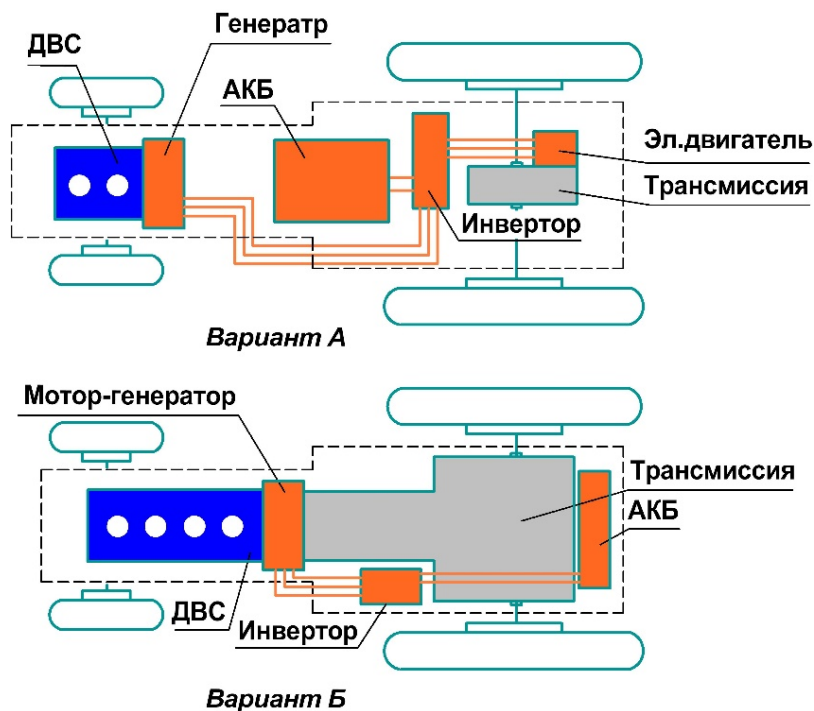 Генератр
ДВС
АКБ
Эл.двигатель
Трансмиссия
Инвертор
Вариант А
Мотор-генератор
Трансмиссия
АКБ
ДВС
Инвертор
Вариант Б